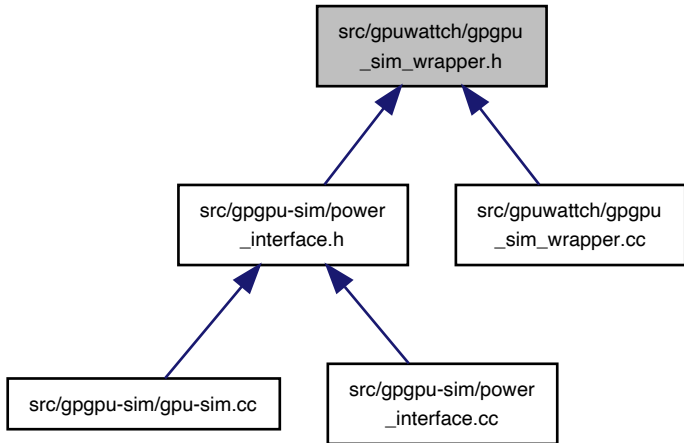 src/gpuwattch/gpgpu
_sim_wrapper.h
src/gpgpu-sim/power
_interface.h
src/gpuwattch/gpgpu
_sim_wrapper.cc
src/gpgpu-sim/gpu-sim.cc
src/gpgpu-sim/power
_interface.cc